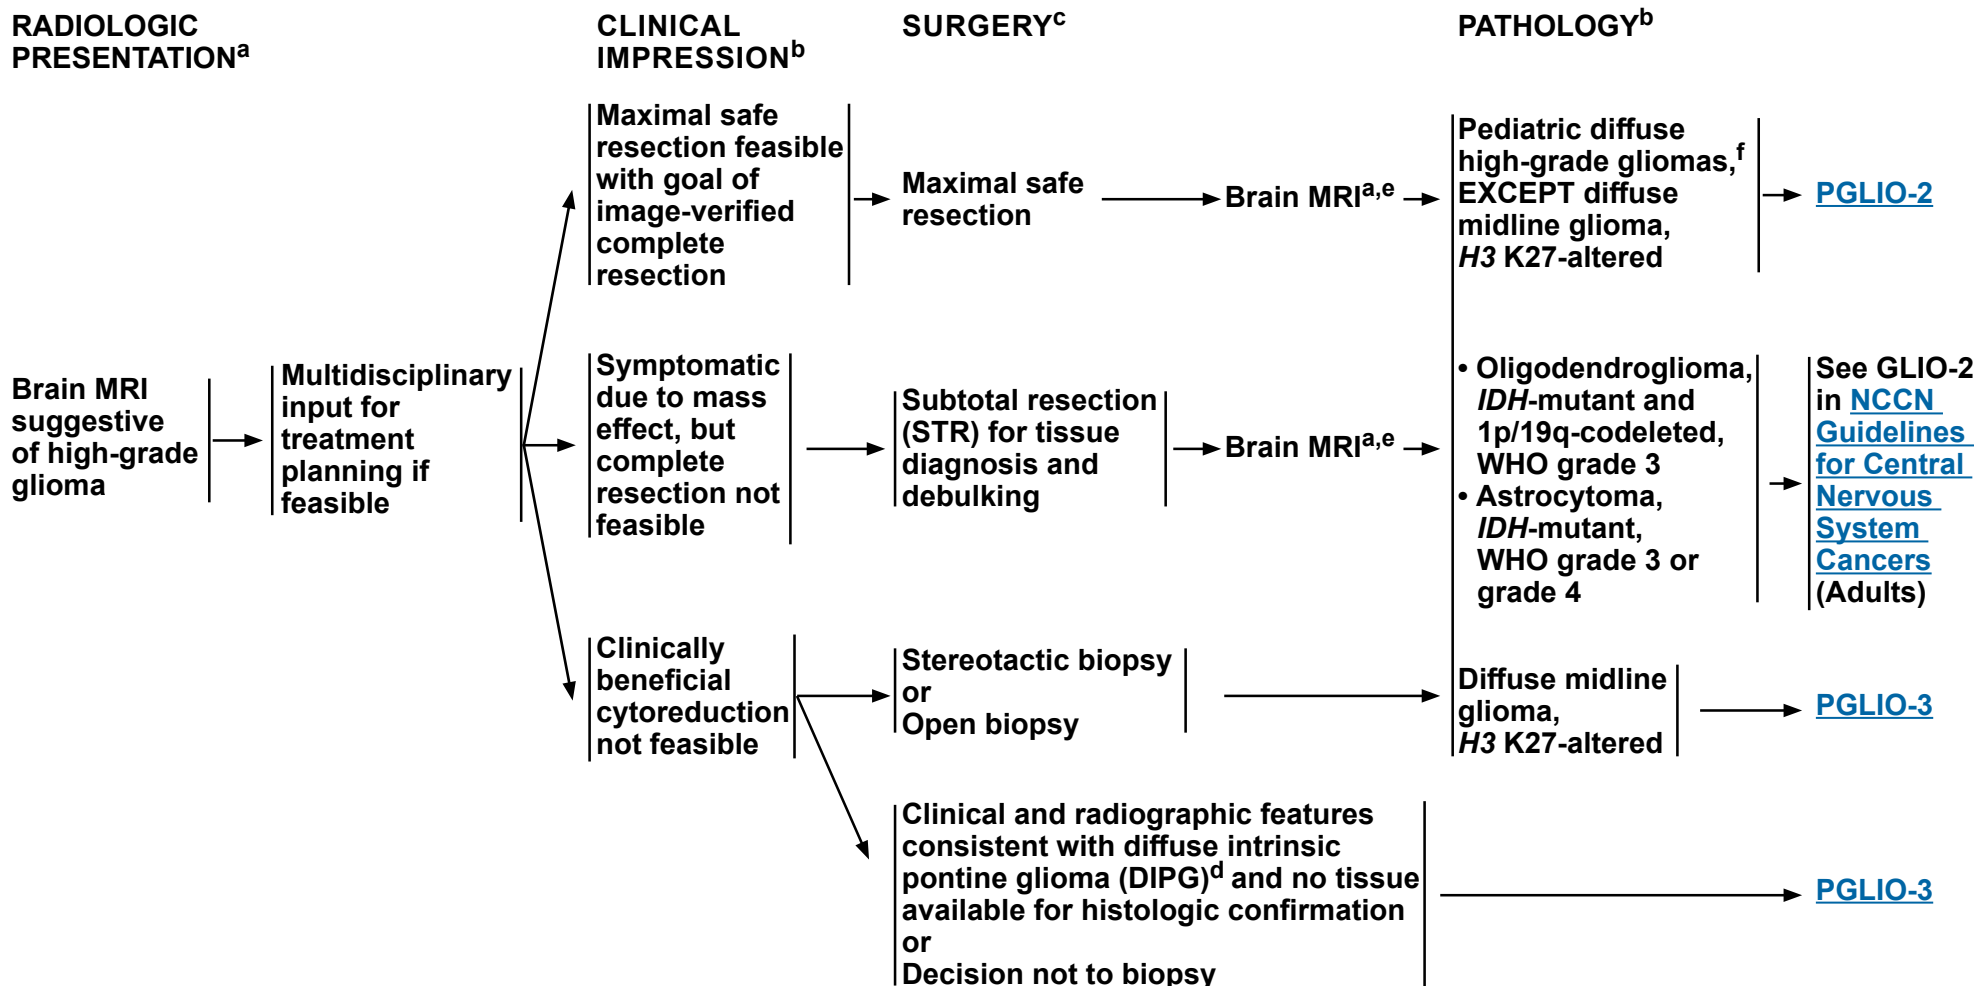 RADIOLOGIC
PRESENTATIONa
CLINICAL
IMPRESSIONb
SURGERYc
PATHOLOGYb
Brain MRI
suggestive
of high-grade
glioma
Multidisciplinary
input for
treatment
planning if
feasible
Maximal safe
resection feasible
with goal of
image-verified
complete
resection
Maximal safe
resection
Brain MRIa,e
Pediatric diffuse
high-grade gliomas,f
EXCEPT diffuse
midline glioma,
H3 K27-altered
PGLIO-2
Symptomatic
due to mass
effect, but
complete
resection not
feasible
Subtotal resection
(STR) for tissue
diagnosis and
debulking
Brain MRIa,e
• Oligodendroglioma,
IDH-mutant and
1p/19q-codeleted,
WHO grade 3
• Astrocytoma,
IDH-mutant,
WHO grade 3 or
grade 4
See GLIO-2
in NCCN
Guidelines
for Central
Nervous
System
Cancers
(Adults)
Clinically
beneficial
cytoreduction
not feasible
Stereotactic biopsy
or
Open biopsy
Diffuse midline
glioma,
H3 K27-altered
PGLIO-3
Clinical and radiographic features
consistent with diffuse intrinsic
pontine glioma (DIPG)d and no tissue
available for histologic confirmation
or
Decision not to biopsy
PGLIO-3